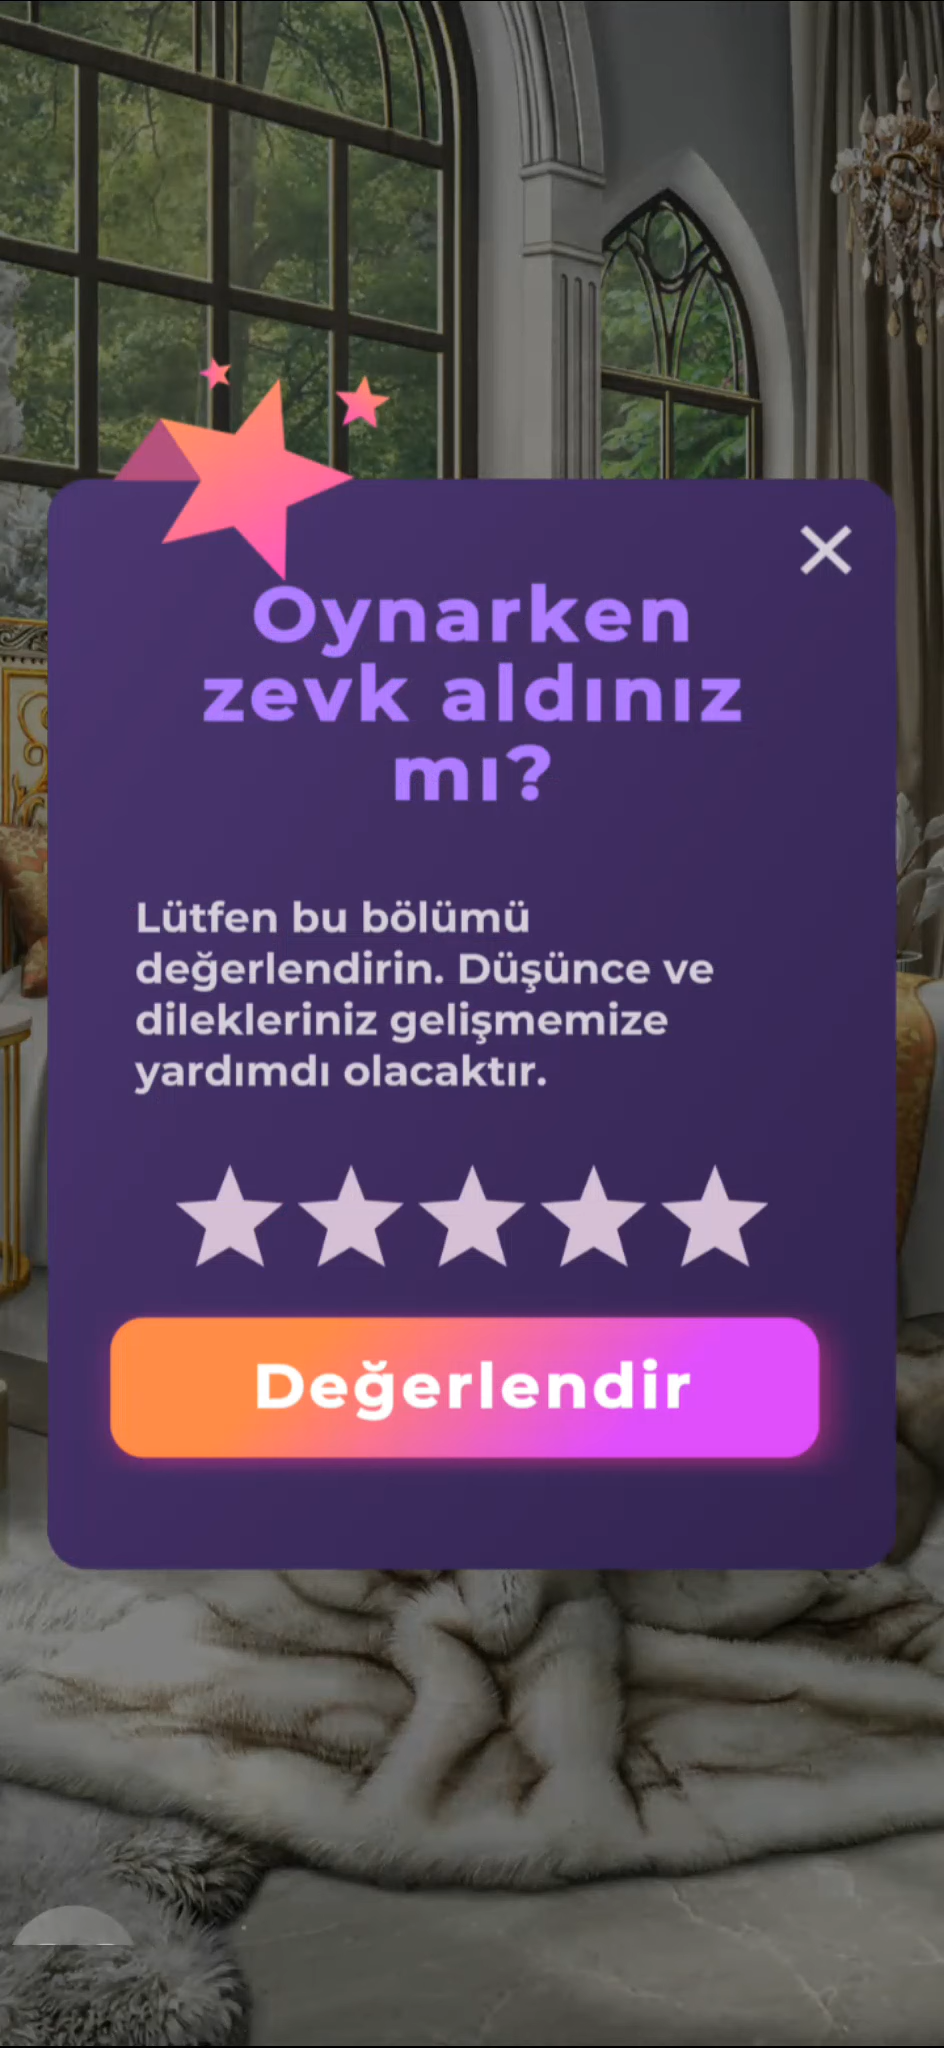 Oynarken
zevk aldınız
mı?
Lütfen bu bölümü
değerlendirin. Düşünce ve
dilekleriniz gelişmemize
yardımdı olacaktır.
Değerlendir